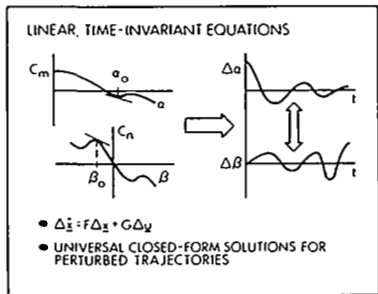 LINEAR, TIME-INVARIANT EQUATIONS
Cm
αo
α
Δα
t
Cn
βo
β
Δβ
t
• Δẋ = FΔx + GΔu
• UNIVERSAL CLOSED-FORM SOLUTIONS FOR
PERTURBED TRAJECTORIES